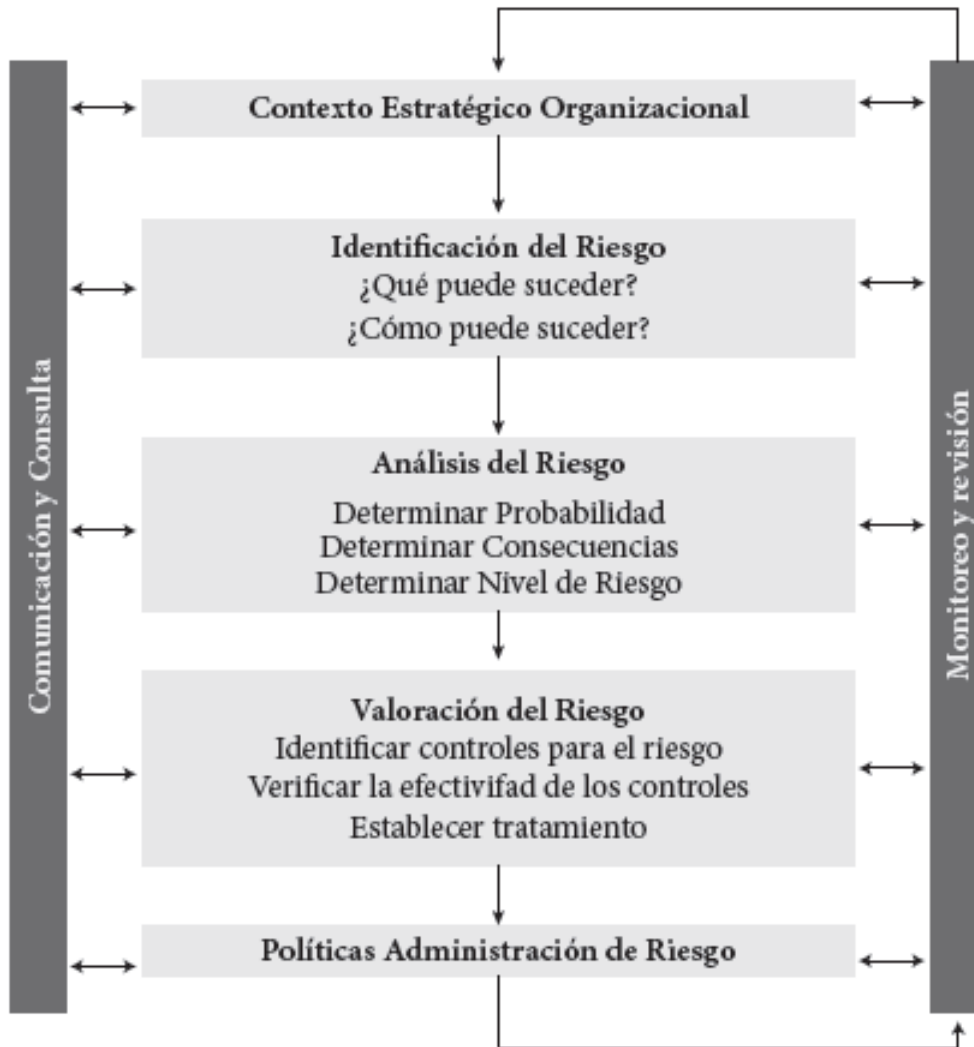 Contexto Estratégico Organizacional
Identificación del Riesgo
¿Qué puede suceder?
¿Cómo puede suceder?
Análisis del Riesgo
Determinar Probabilidad
Determinar Consecuencias
Determinar Nivel de Riesgo
Valoración del Riesgo
Identificar controles para el riesgo
Verificar la efectivifad de los controles
Establecer tratamiento
Políticas Administración de Riesgo
Comunicación y Consulta
Monitoreo y revisión